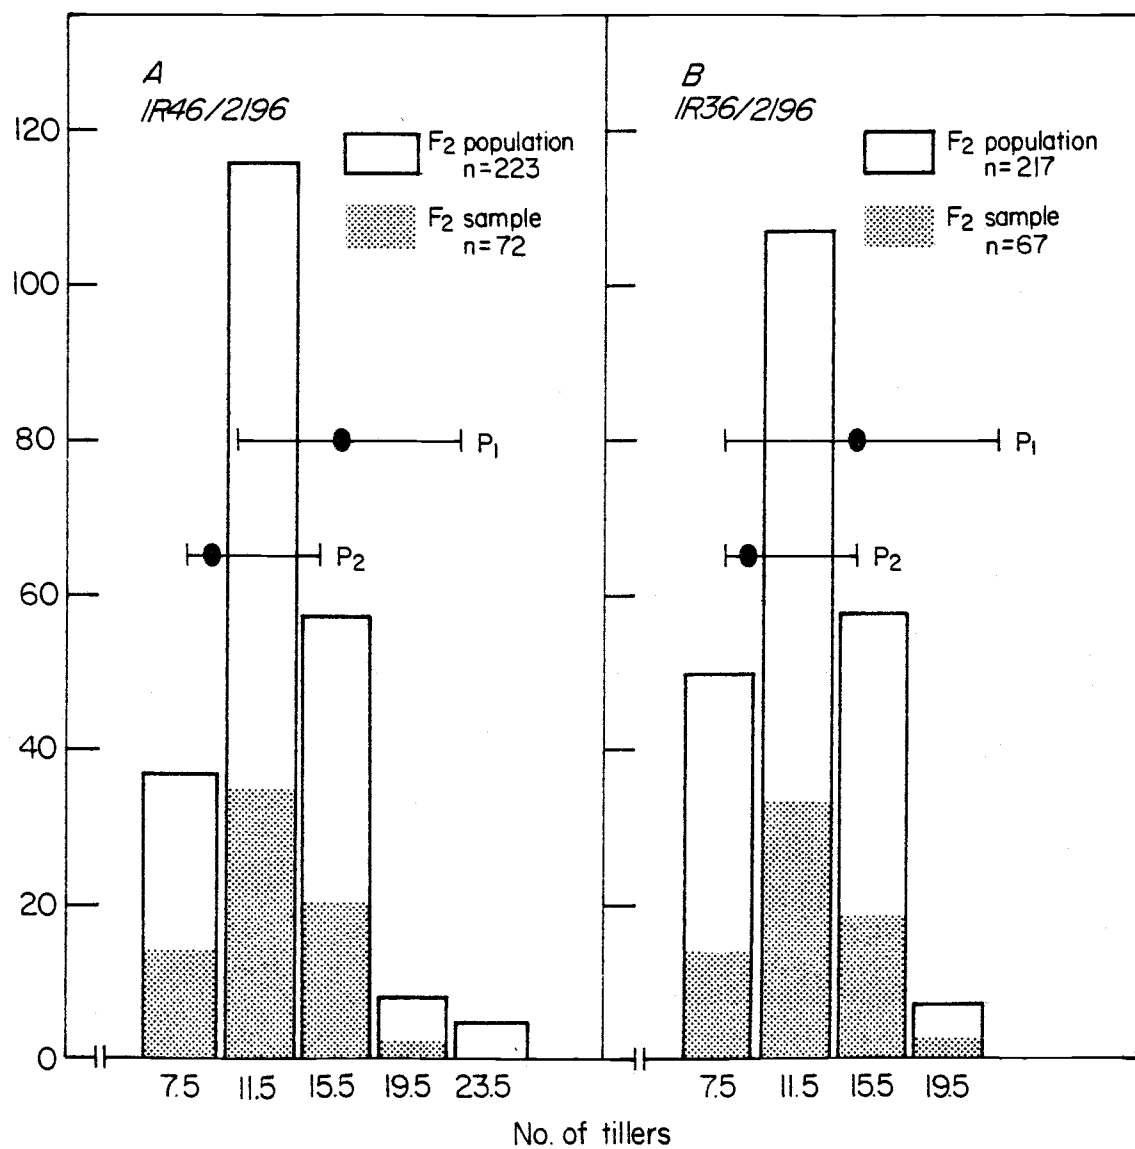 A
IR46/2196
F2 population
n=223
F2 sample
n=72
P1
P2
120
100
80
60
40
20
0
7.5 11.5 15.5 19.5 23.5
B
IR36/2196
F2 population
n=217
F2 sample
n=67
P1
P2
7.5 11.5 15.5 19.5
No. of tillers